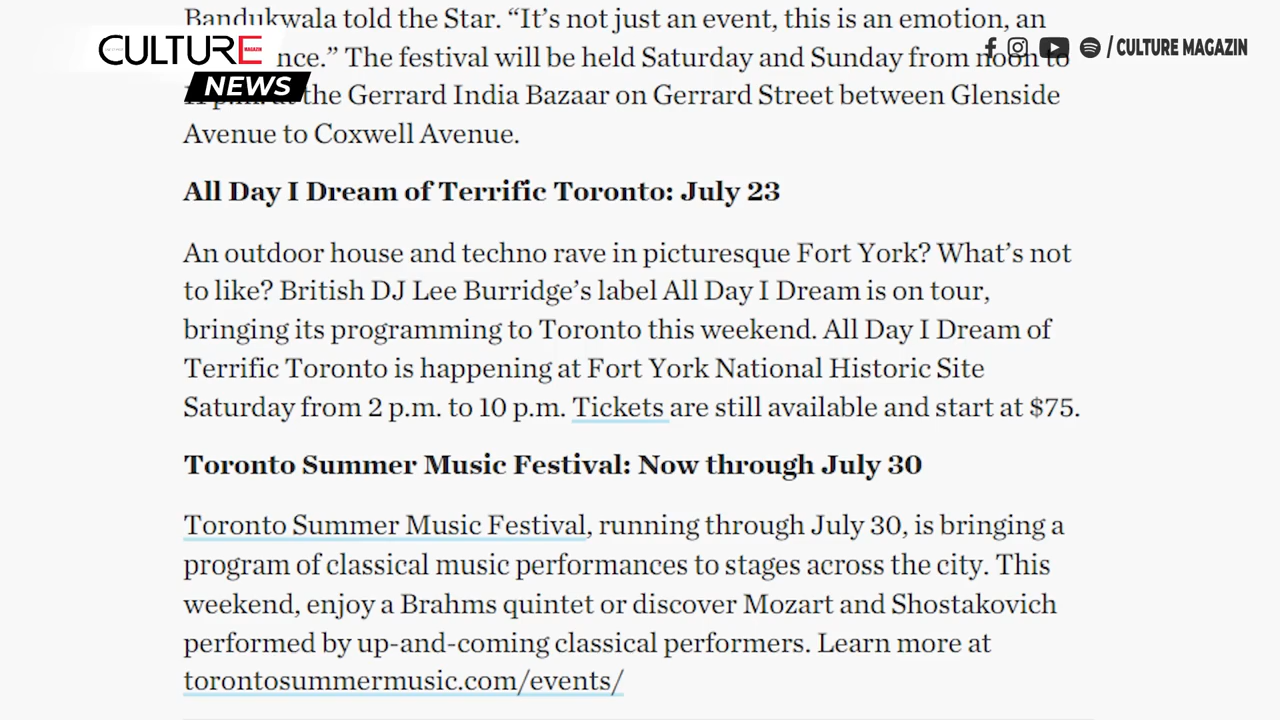 Bandukwala told the Star. “It’s not just an event, this is an emotion, an
CULTURE
MAGAZIN
NEWS
/ CULTURE MAGAZIN
nce.” The festival will be held Saturday and Sunday from noon to
11 p.m. at the Gerrard India Bazaar on Gerrard Street between Glenside
Avenue to Coxwell Avenue.
All Day I Dream of Terrific Toronto: July 23
An outdoor house and techno rave in picturesque Fort York? What’s not
to like? British DJ Lee Burridge’s label All Day I Dream is on tour,
bringing its programming to Toronto this weekend. All Day I Dream of
Terrific Toronto is happening at Fort York National Historic Site
Saturday from 2 p.m. to 10 p.m. Tickets are still available and start at $75.
Toronto Summer Music Festival: Now through July 30
Toronto Summer Music Festival, running through July 30, is bringing a
program of classical music performances to stages across the city. This
weekend, enjoy a Brahms quintet or discover Mozart and Shostakovich
performed by up-and-coming classical performers. Learn more at
torontosummermusic.com/events/